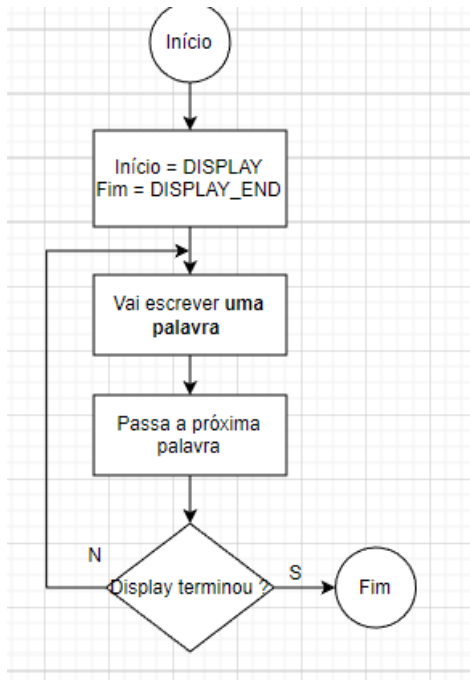 Início
Início = DISPLAY
Fim = DISPLAY_END
Vai escrever uma
palavra
Passa a próxima
palavra
N
Display terminou ?
S
Fim